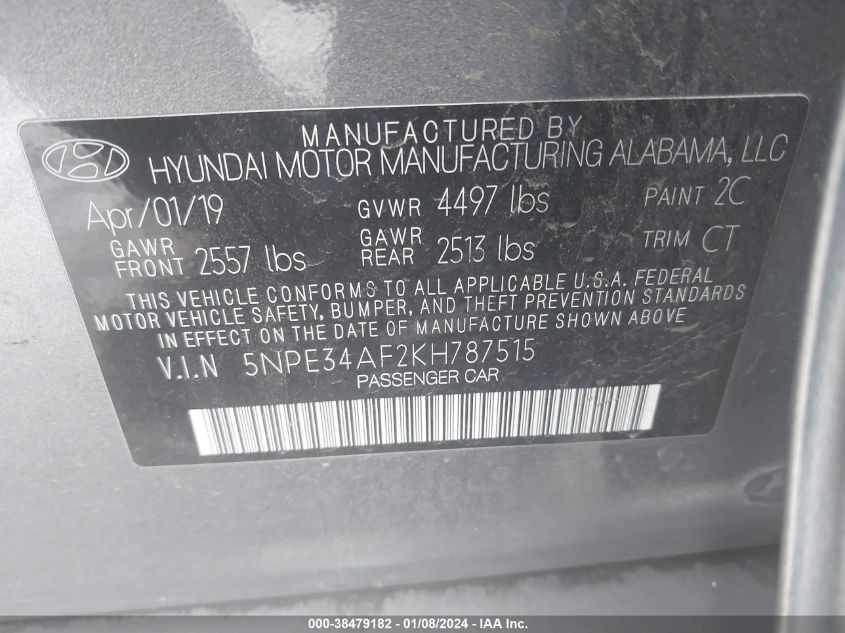 MANUFACTURED BY
HYUNDAI MOTOR MANUFACTURING ALABAMA, LLC
Apr/01/19 GVWR 4497 lbs PAINT 2C
GAWR FRONT 2557 lbs GAWR REAR 2513 lbs TRIM CT
THIS VEHICLE CONFORMS TO ALL APPLICABLE U.S.A. FEDERAL
MOTOR VEHICLE SAFETY, BUMPER, AND THEFT PREVENTION STANDARDS
IN EFFECT ON THE DATE OF MANUFACTURE SHOWN ABOVE
V.I.N 5NPE34AF2KH787515
PASSENGER CAR
000-38479182 - 01/08/2024 - IAA Inc.